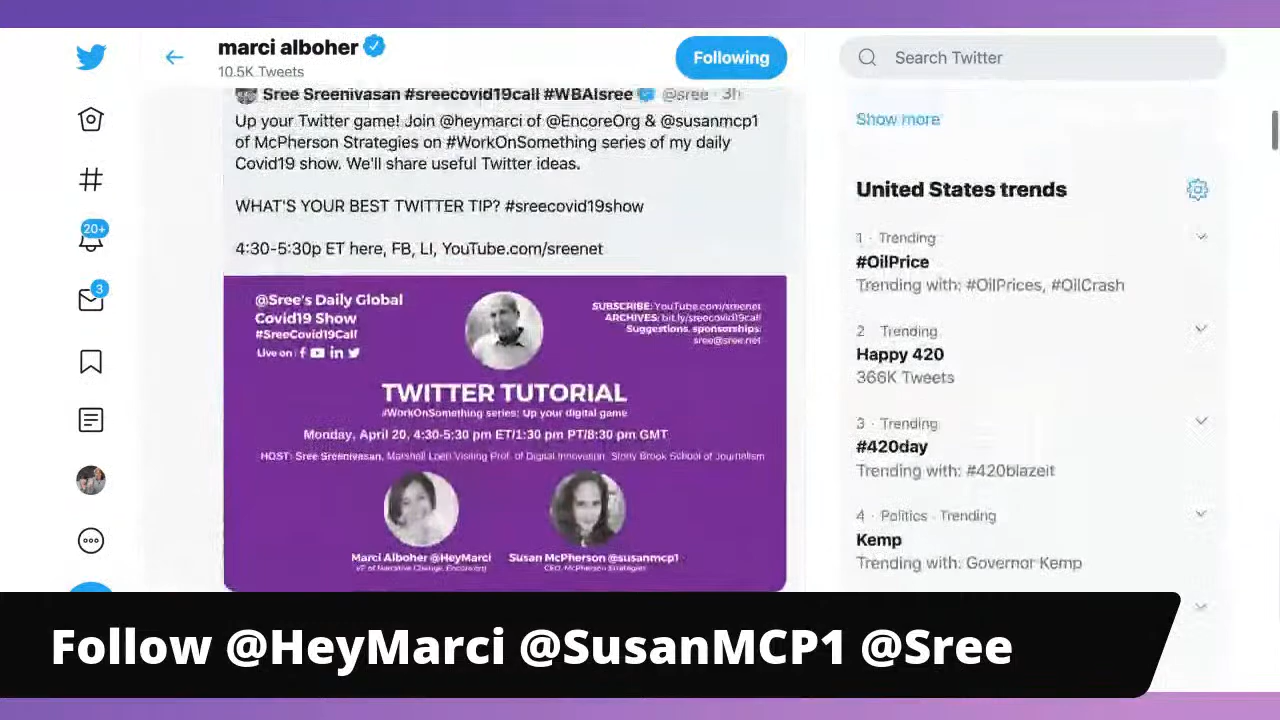 marci alboher
10.5K Tweets
Following
Search Twitter
Sree Sreenivasan #sreecovid19call #WBAIsree @sree · 3h
Up your Twitter game! Join @heymarci of @EncoreOrg & @susanmcp1
of McPherson Strategies on #WorkOnSomething series of my daily
Covid19 show. We'll share useful Twitter ideas.
WHAT'S YOUR BEST TWITTER TIP? #sreecovid19show
4:30-5:30p ET here, FB, LI, YouTube.com/sreenet
@Sree's Daily Global
Covid19 Show
#SreeCovid19Call
Live on
SUBSCRIBE: YouTube.com/sreenet
ARCHIVES: bit.ly/sreecovid19call
Suggestions, sponsorships:
sree@sree.net
TWITTER TUTORIAL
#WorkOnSomething series: Up your digital game
Monday, April 20, 4:30-5:30 pm ET/1:30 pm PT/8:30 pm GMT
HOST: Sree Sreenivasan, Marshall Loeb Visiting Prof. of Digital Innovation, Stony Brook School of Journalism
Marci Alboher @HeyMarci
VP of Narrative Change, Encore.org
Susan McPherson @susanmcp1
CEO, McPherson Strategies
20+
3
Show more
United States trends
1 · Trending
#OilPrice
Trending with: #OilPrices, #OilCrash
2 · Trending
Happy 420
366K Tweets
3 · Trending
#420day
Trending with: #420blazeit
4 · Politics · Trending
Kemp
Trending with: Governor Kemp
Follow @HeyMarci @SusanMCP1 @Sree